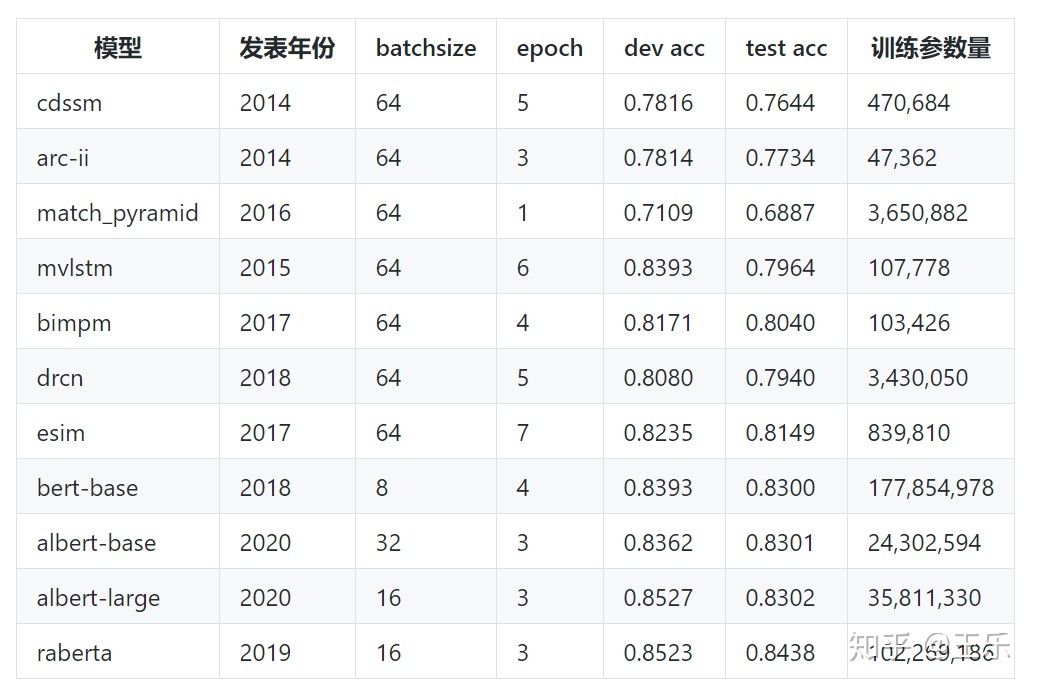 模型 发表年份 batchsize epoch dev acc test acc 训练参数量
cdssm 2014 64 5 0.7816 0.7644 470,684
arc-ii 2014 64 3 0.7814 0.7734 47,362
match_pyramid 2016 64 1 0.7109 0.6887 3,650,882
mvlstm 2015 64 6 0.8393 0.7964 107,778
bimpm 2017 64 4 0.8171 0.8040 103,426
drcn 2018 64 5 0.8080 0.7940 3,430,050
esim 2017 64 7 0.8235 0.8149 839,810
bert-base 2018 8 4 0.8393 0.8300 177,854,978
albert-base 2020 32 3 0.8362 0.8301 24,302,594
albert-large 2020 16 3 0.8527 0.8302 35,811,330
raberta 2019 16 3 0.8523 0.8438 102,269,186
知乎 @王乐